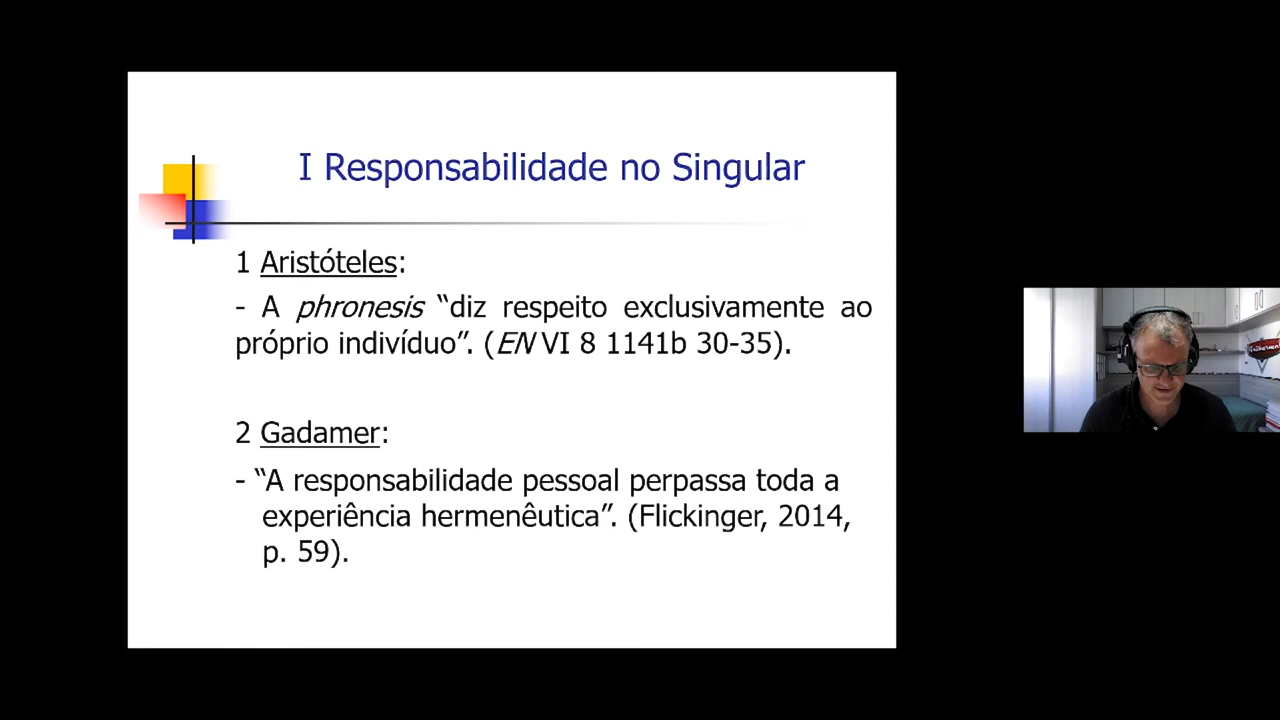 I Responsabilidade no Singular
1 Aristóteles:
- A phronesis “diz respeito exclusivamente ao
próprio indivíduo”. (EN VI 8 1141b 30-35).
2 Gadamer:
- “A responsabilidade pessoal perpassa toda a
experiência hermenêutica”. (Flickinger, 2014,
p. 59).